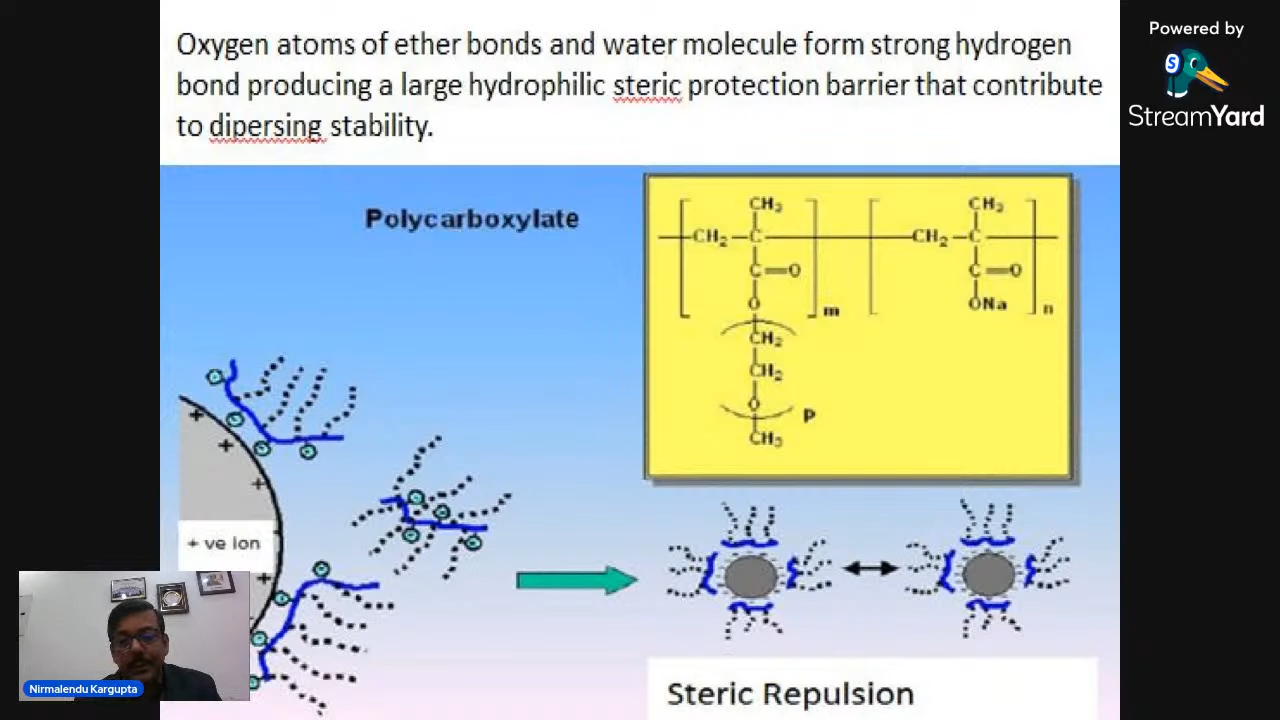 Oxygen atoms of ether bonds and water molecule form strong hydrogen
bond producing a large hydrophilic steric protection barrier that contribute
to dipersing stability.
Powered by
StreamYard
Polycarboxylate
CH₃ CH₃
CH₂ C CH₂ C
C=O C=O
O ONa
m n
CH₂
CH₂
O
P
CH₃
+ ve ion
Nirmalendu Kargupta
Steric Repulsion